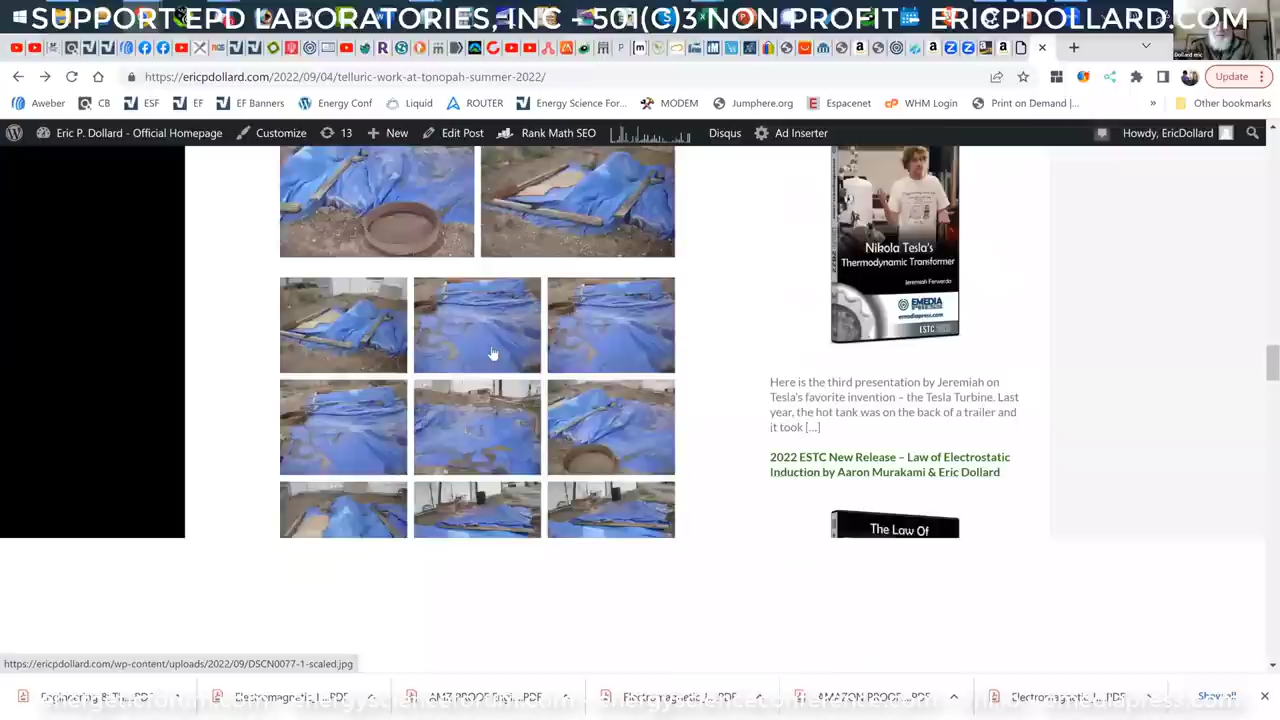 SUPPORT EPD LABORATORIES, INC - 501(C)3 NON PROFIT - ERICPDOLLARD.COM
https://ericpdollard.com/2022/09/04/telluric-work-at-tonopah-summer-2022/
Update
Aweber CB ESF EF EF Banners Energy Conf Liquid ROUTER Energy Science For... MODEM Jumphere.org Espacenet WHM Login Print on Demand |... » Other bookmarks
Eric P. Dollard - Official Homepage Customize 13 New Edit Post Rank Math SEO Disqus Ad Inserter Howdy, EricDollard
Nikola Tesla's
Thermodynamic Transformer
Jeremiah Ferwerda
EMEDIA
PRESS
emediapress.com
ESTC
Here is the third presentation by Jeremiah on
Tesla's favorite invention – the Tesla Turbine. Last
year, the hot tank was on the back of a trailer and
it took [...]
2022 ESTC New Release – Law of Electrostatic
Induction by Aaron Murakami & Eric Dollard
The Law Of
https://ericpdollard.com/wp-content/uploads/2022/09/DSCN0077-1-scaled.jpg
Electromagnetic I....PDF
Electromagnetic I....PDF
AMAZON PROOF
Electromagnetic I....PDF
Show all